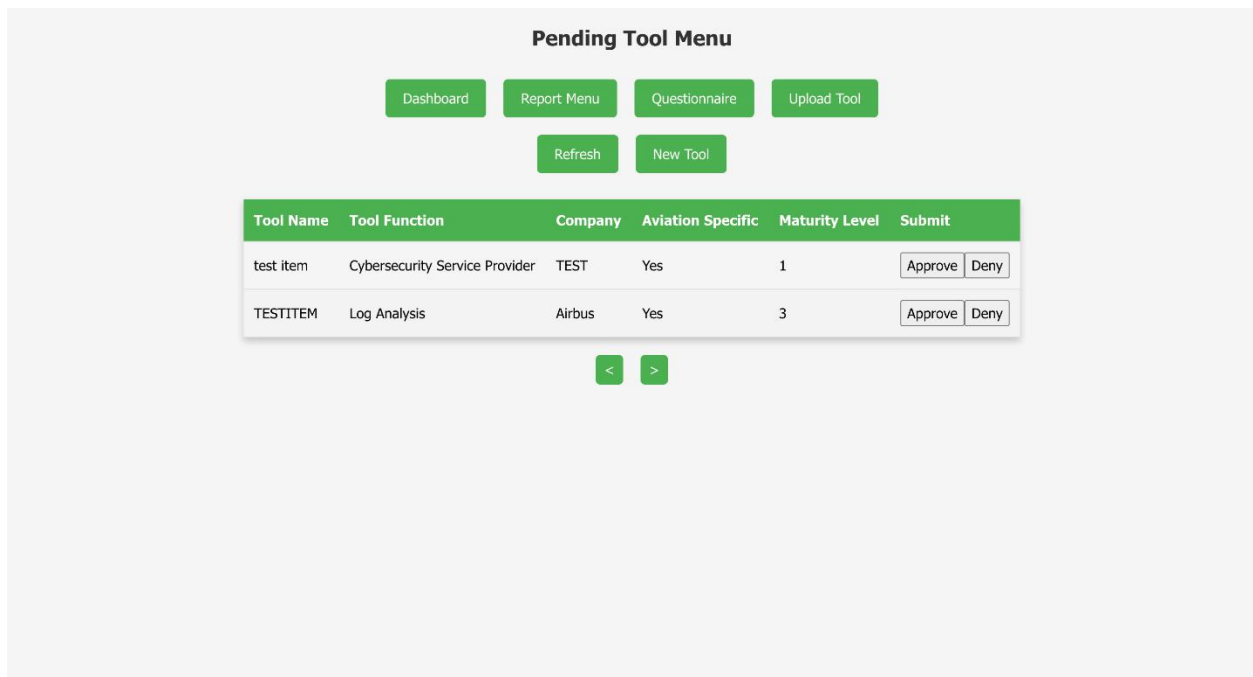 Pending Tool Menu
Dashboard Report Menu Questionnaire Upload Tool
Refresh New Tool
Tool Name Tool Function Company Aviation Specific Maturity Level Submit
test item Cybersecurity Service Provider TEST Yes 1 Approve Deny
TESTITEM Log Analysis Airbus Yes 3 Approve Deny
< >